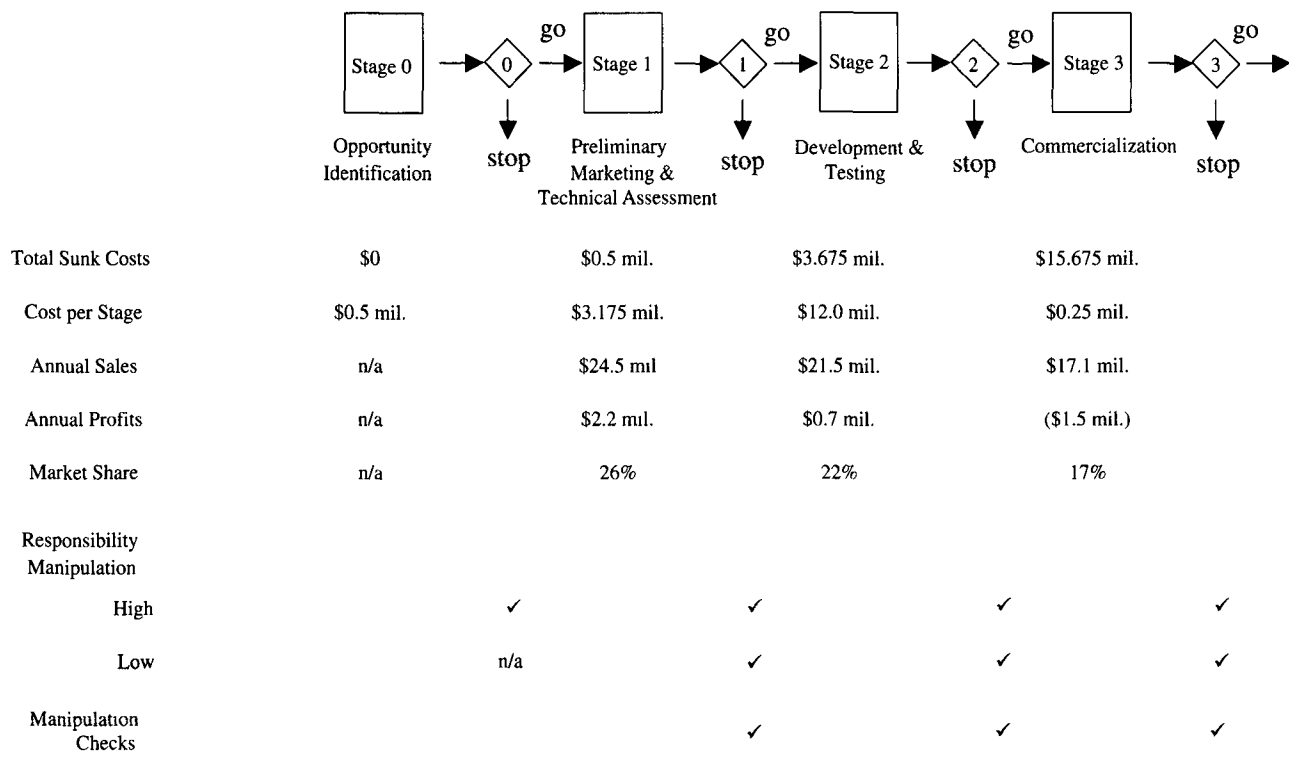 go go go go
Stage 0 0 Stage 1 1 Stage 2 2 Stage 3 3
Opportunity
Identification
stop
Preliminary
Marketing &
Technical Assessment
stop
Development &
Testing
stop
Commercialization
stop
Total Sunk Costs $0 $0.5 mil. $3.675 mil. $15.675 mil.
Cost per Stage $0.5 mil. $3.175 mil. $12.0 mil. $0.25 mil.
Annual Sales n/a $24.5 mil $21.5 mil. $17.1 mil.
Annual Profits n/a $2.2 mil. $0.7 mil. ($1.5 mil.)
Market Share n/a 26% 22% 17%
Responsibility
Manipulation
High ✓ ✓ ✓ ✓
Low n/a ✓ ✓ ✓
Manipulation
Checks ✓ ✓ ✓